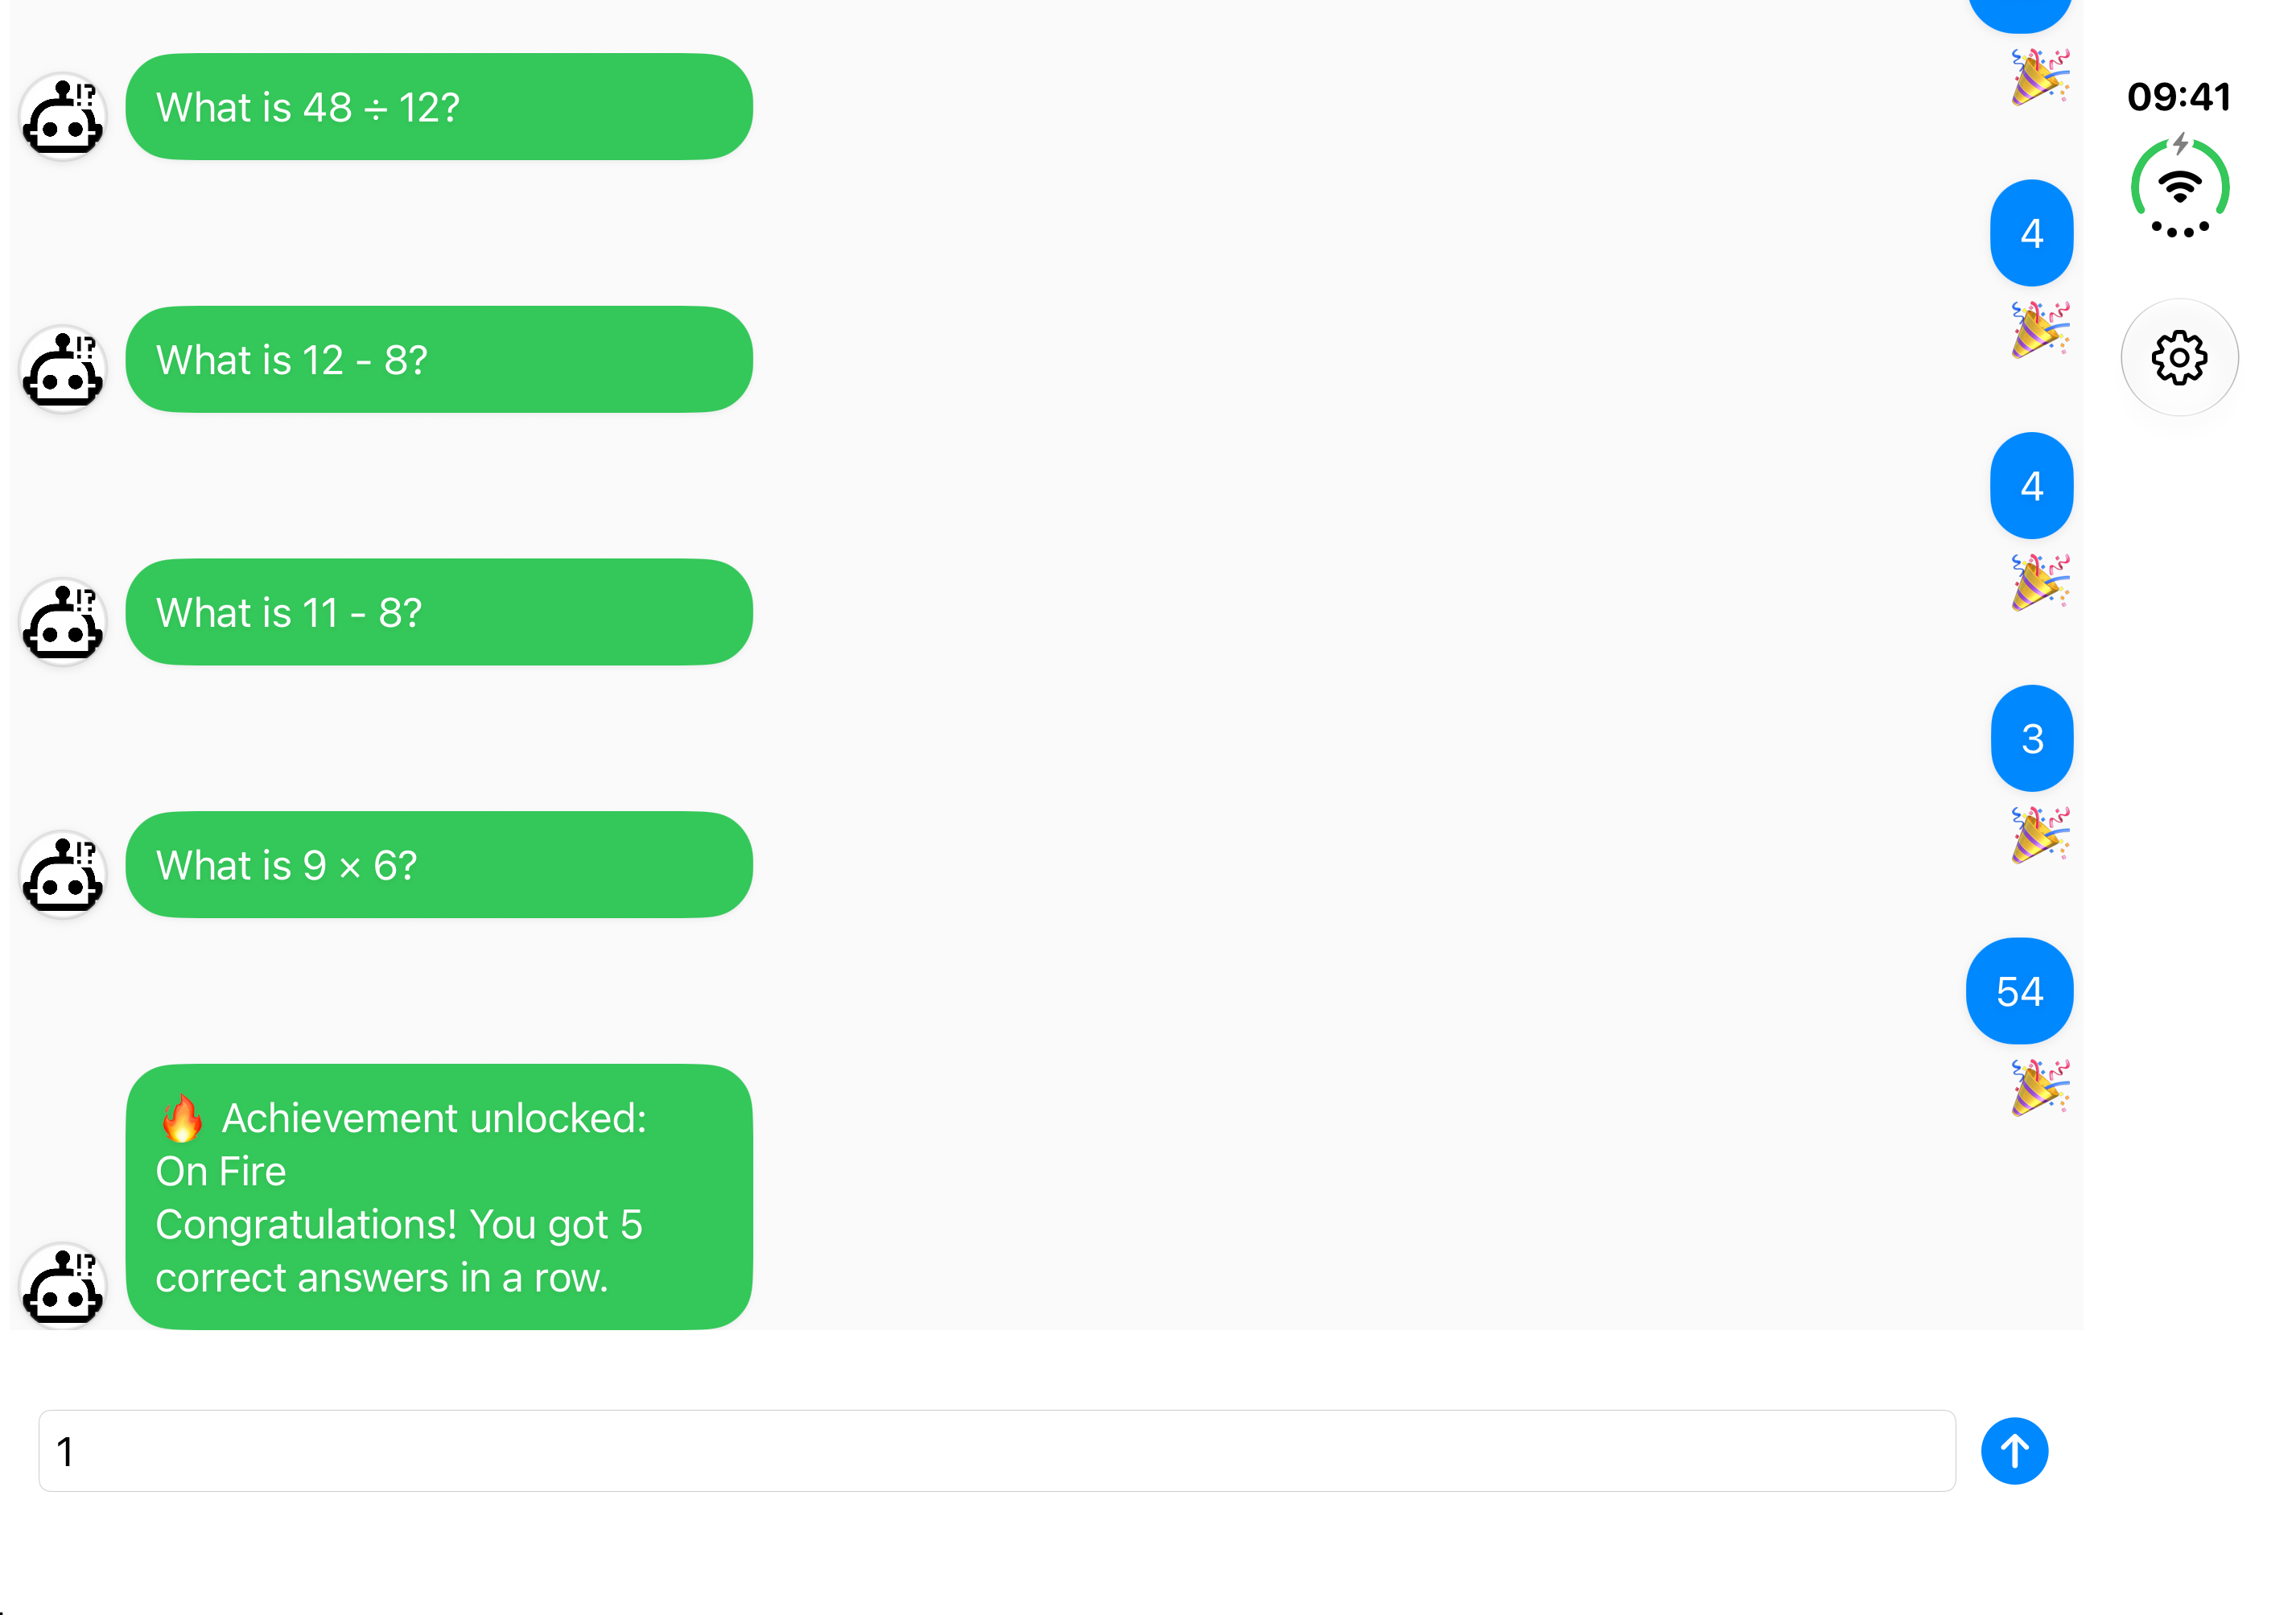 What is 48 ÷ 12?
09:41
4
What is 12 - 8?
4
What is 11 - 8?
3
What is 9 × 6?
54
🔥 Achievement unlocked:
On Fire
Congratulations! You got 5
correct answers in a row.
1